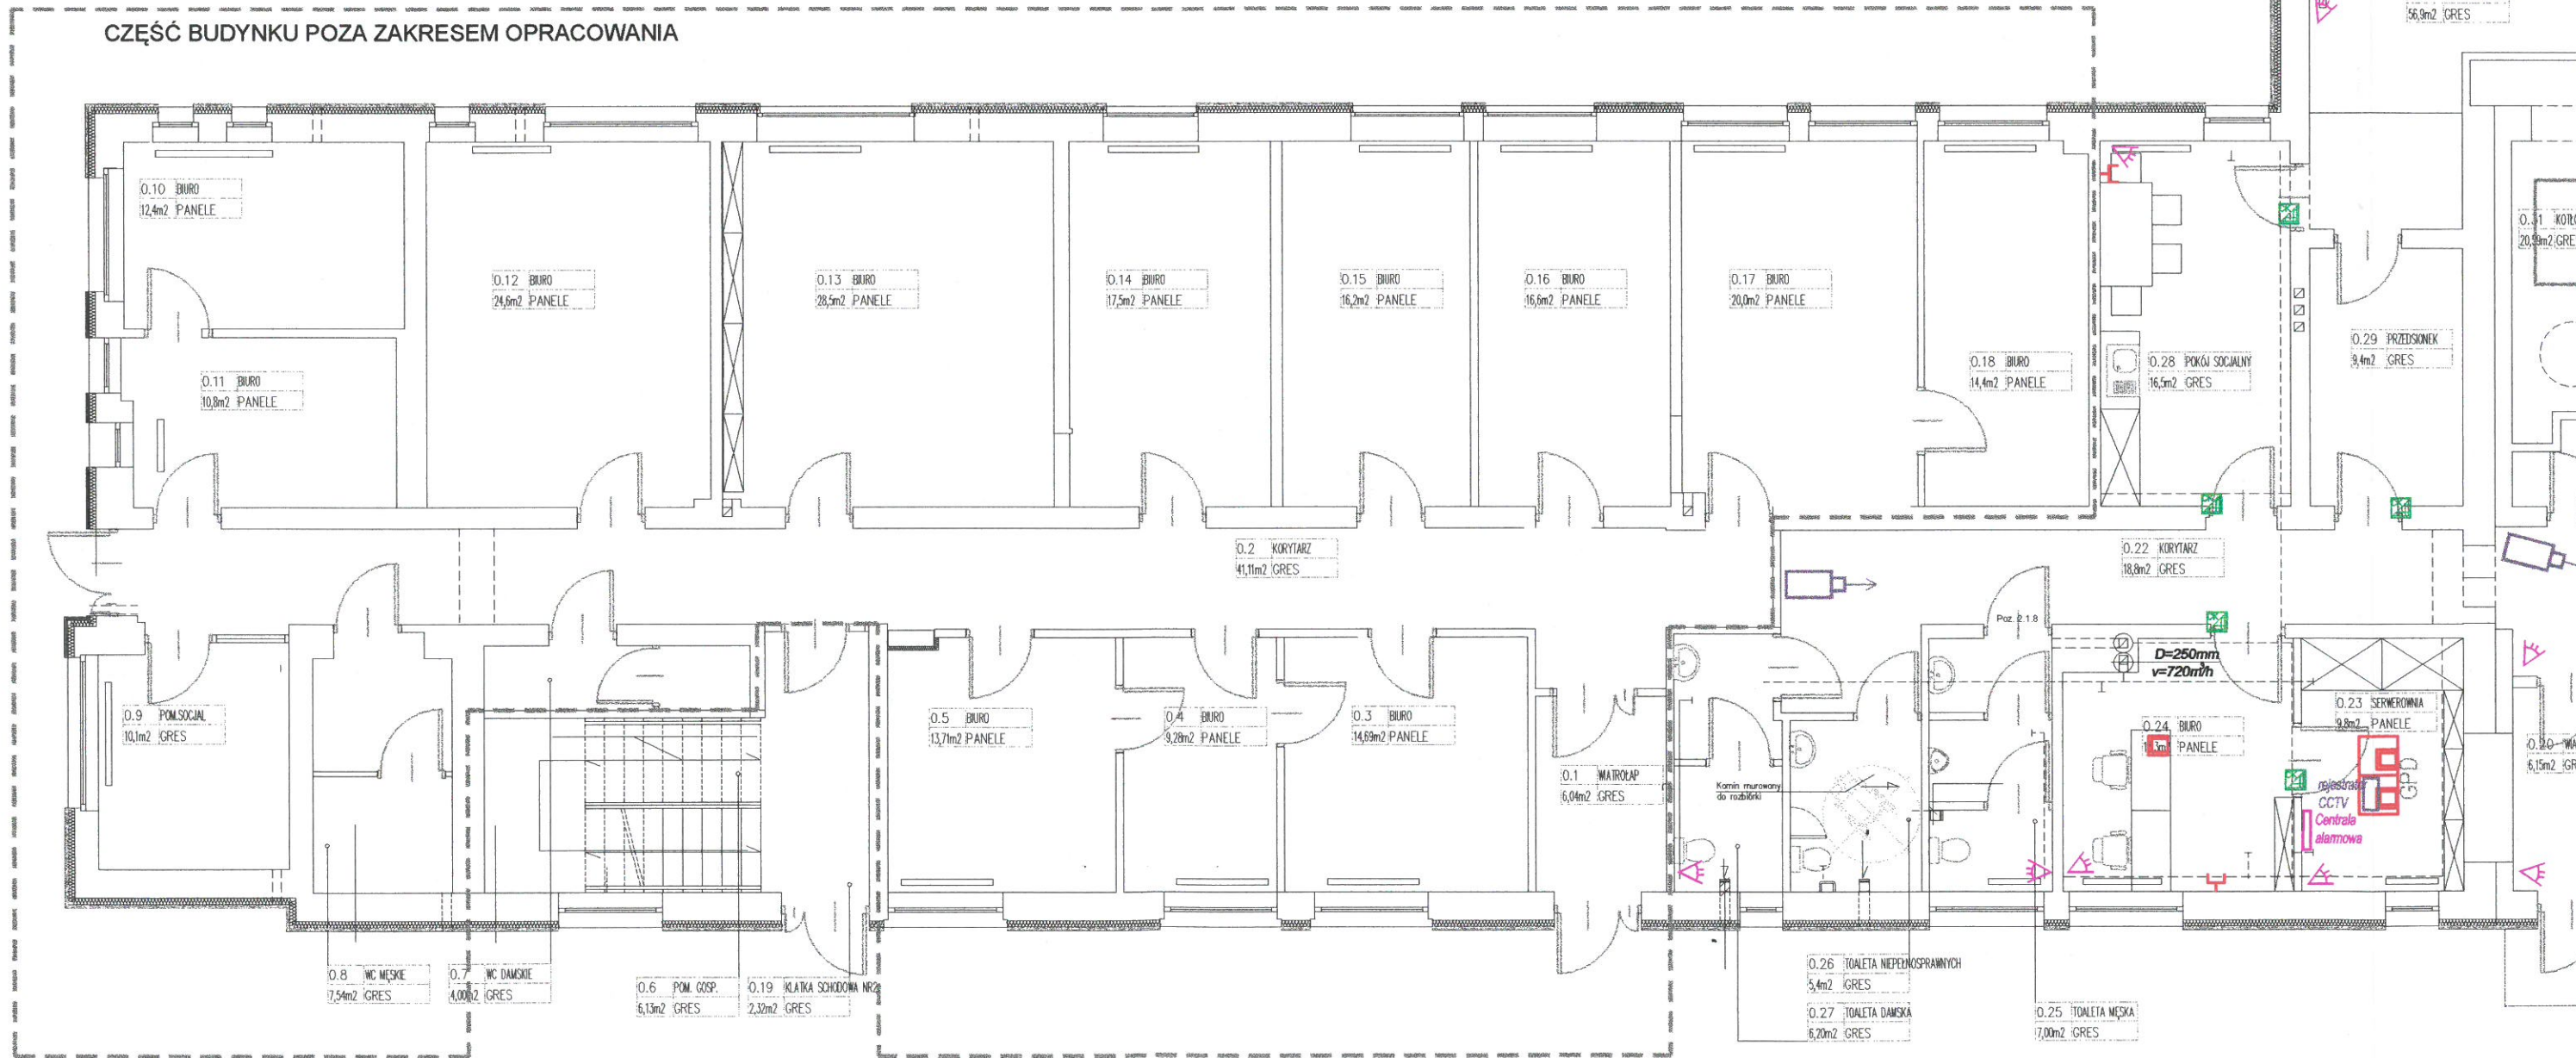 CZĘŚĆ BUDYNKU POZA ZAKRESEM OPRACOWANIA
56,9m2 GRES
0.10 BIURO
12,4m2 PANELE
0.11 BIURO
10,8m2 PANELE
0.12 BIURO
24,6m2 PANELE
0.13 BIURO
28,5m2 PANELE
0.14 BIURO
17,5m2 PANELE
0.15 BIURO
16,2m2 PANELE
0.16 BIURO
16,6m2 PANELE
0.17 BIURO
20,0m2 PANELE
0.18 BIURO
14,4m2 PANELE
0.28 POKÓJ SOCJALNY
16,5m2 GRES
0.29 PRZEDSIONEK
9,4m2 GRES
0.2 KORYTARZ
41,11m2 GRES
0.22 KORYTARZ
18,8m2 GRES
Poz. 2.1.8
D=250mm
v=720m³/h
0.9 POM.SOCJAL
10,1m2 GRES
0.5 BIURO
13,71m2 PANELE
0.4 BIURO
9,28m2 PANELE
0.3 BIURO
14,69m2 PANELE
0.1 WIATROŁAP
6,04m2 GRES
Komin murowany
do rozbiórki
0.24 BIURO
PANELE
0.23 SERWEROWNIA
9,8m2 PANELE
GPD
rejestrator
CCTV
Centrala
alarmowa
0.20
6,15m2
0.8 WC MĘSKIE
7,54m2 GRES
0.7 WC DAMSKIE
4,00m2 GRES
0.6 POM. GOSP.
6,13m2 GRES
0.19 KLATKA SCHODOWA NR2
2,32m2 GRES
0.26 TOALETA NIEPEŁNOSPRAWNYCH
5,4m2 GRES
0.27 TOALETA DAMSKA
6,20m2 GRES
0.25 TOALETA MĘSKA
7,00m2 GRES